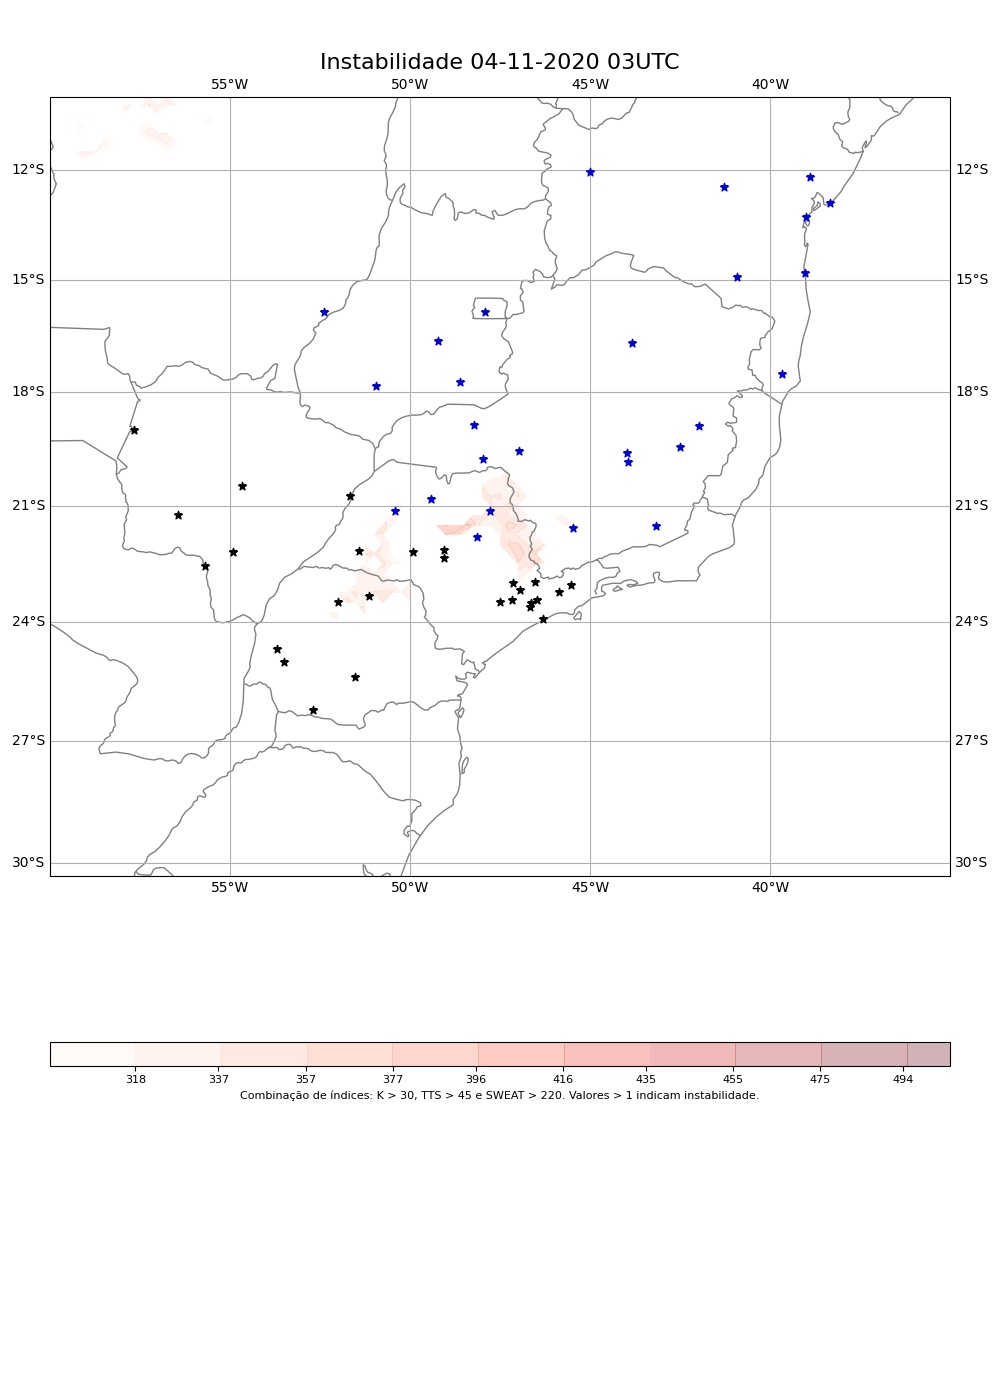 Instabilidade 04-11-2020 03UTC
55°W 50°W 45°W 40°W
12°S 12°S
15°S 15°S
18°S 18°S
21°S 21°S
24°S 24°S
27°S 27°S
30°S 30°S
55°W 50°W 45°W 40°W
318 337 357 377 396 416 435 455 475 494
Combinação de índices: K > 30, TTS > 45 e SWEAT > 220. Valores > 1 indicam instabilidade.